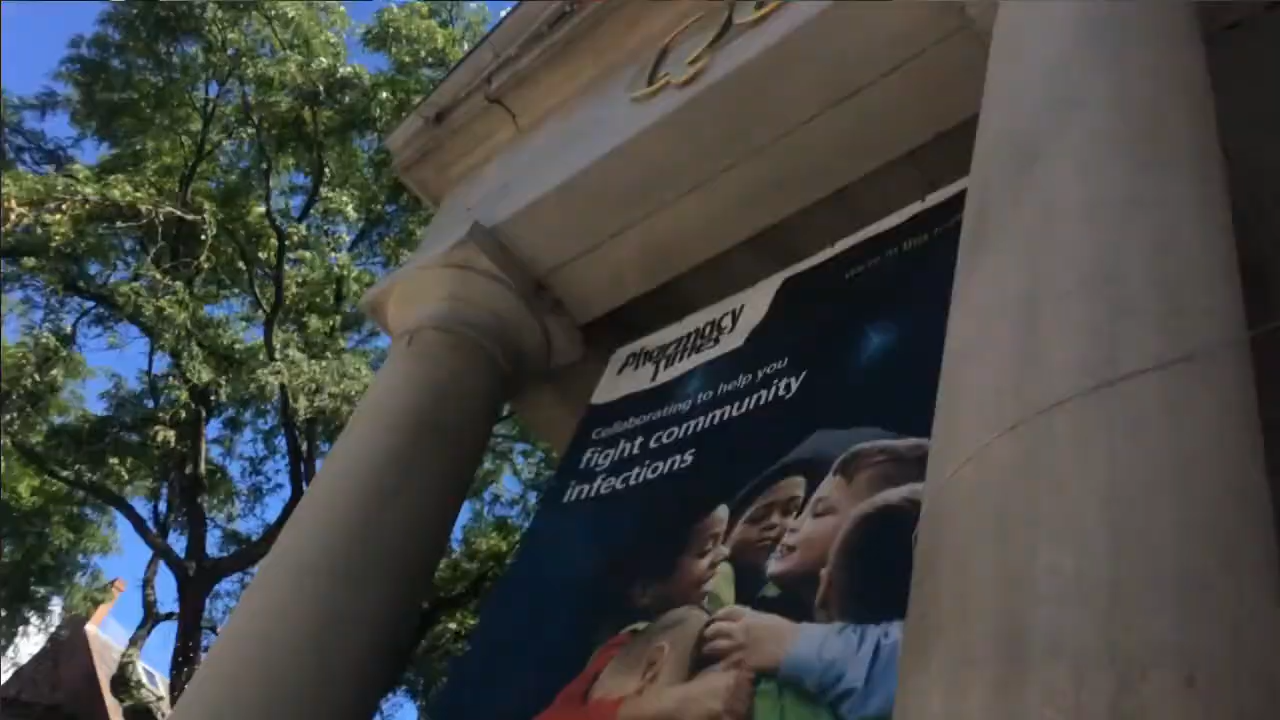 Pharmacy
Times
Collaborating to help you
fight community
infections